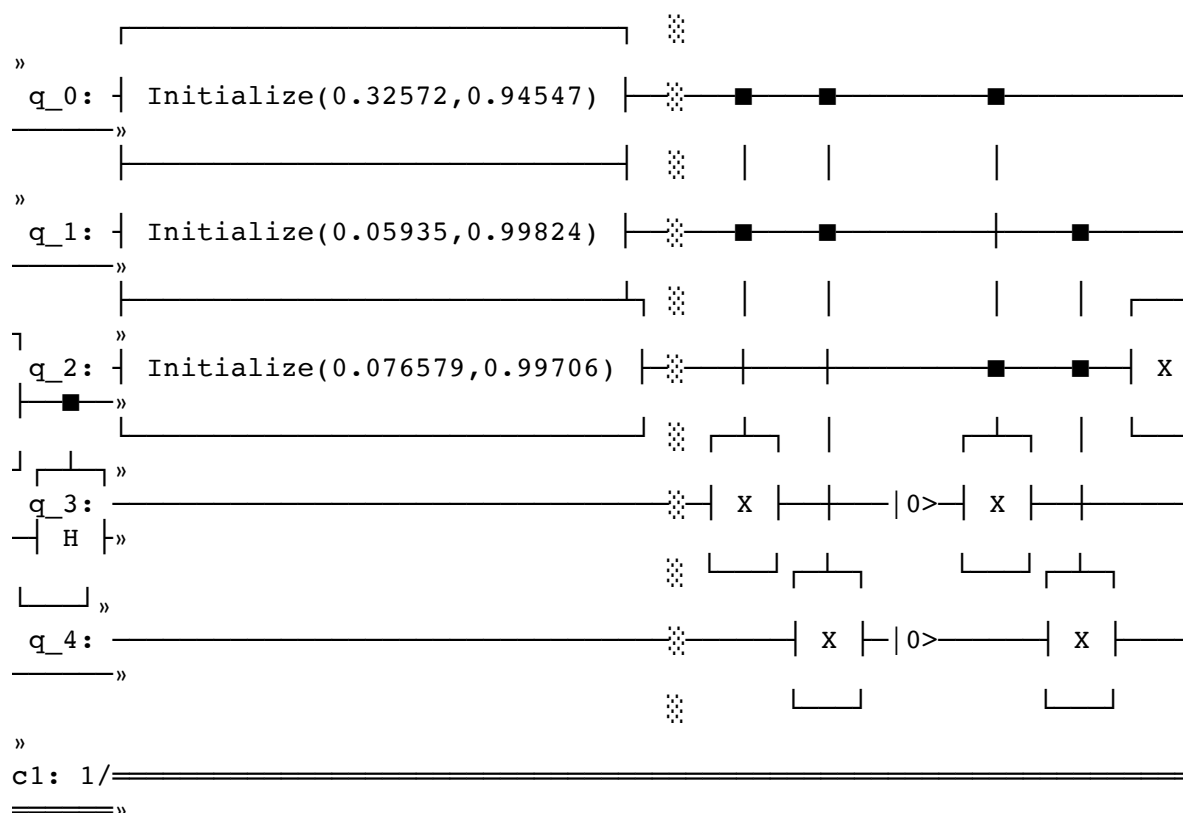 »
q_0: Initialize(0.32572,0.94547)
»
»
q_1: Initialize(0.05935,0.99824)
»
»
q_2: Initialize(0.076579,0.99706) X
»
»
q_3: X |0> X
H »
»
q_4: X |0> X
»
»
c1: 1/
»